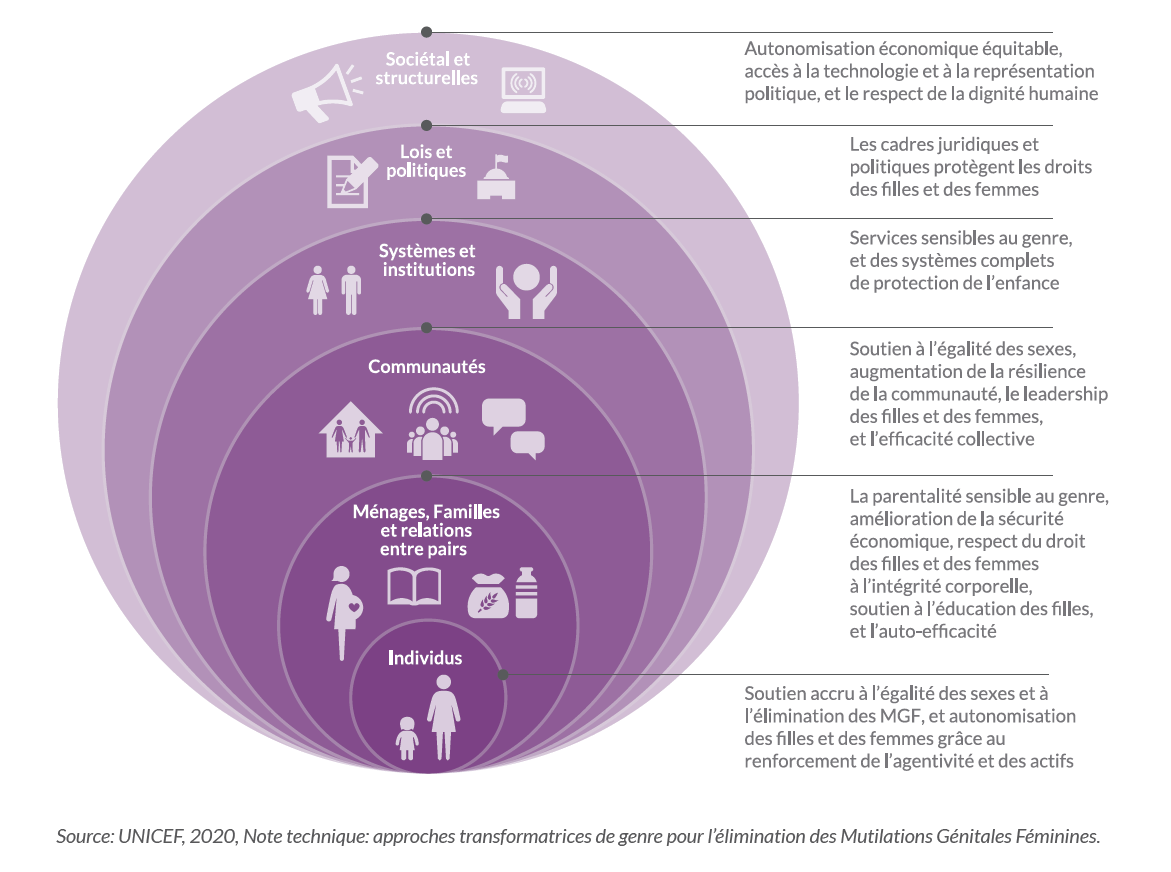 Sociétal et
structurelles
Autonomisation économique équitable,
accès à la technologie et à la représentation
politique, et le respect de la dignité humaine
Lois et
politiques
Les cadres juridiques et
politiques protègent les droits
des filles et des femmes
Systèmes et
institutions
Services sensibles au genre,
et des systèmes complets
de protection de l'enfance
Communautés
Soutien à l'égalité des sexes,
augmentation de la résilience
de la communauté, le leadership
des filles et des femmes,
et l'efficacité collective
Ménages, Familles
et relations
entre pairs
La parentalité sensible au genre,
amélioration de la sécurité
économique, respect du droit
des filles et des femmes
à l'intégrité corporelle,
soutien à l'éducation des filles,
et l'auto-efficacité
Individus
Soutien accru à l'égalité des sexes et à
l'élimination des MGF, et autonomisation
des filles et des femmes grâce au
renforcement de l'agentivité et des actifs
Source: UNICEF, 2020, Note technique: approches transformatrices de genre pour l'élimination des Mutilations Génitales Féminines.